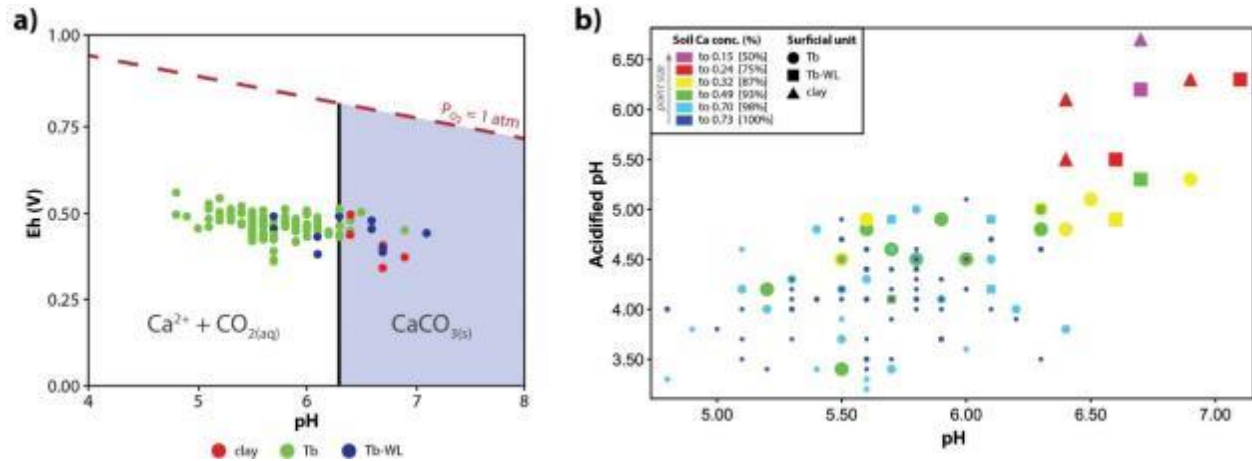 a)
1.00
0.75
0.50
0.25
0.00
Eh (V)
P O₂ = 1 atm
Ca²⁺ + CO₂(aq)
CaCO₃(s)
4 5 6 7 8
pH
clay Tb Tb-WL
b)
Soil Ca conc. (%)
to 0.15 [50%]
to 0.24 [75%]
to 0.32 [87%]
to 0.49 [93%]
to 0.70 [98%]
to 0.73 [100%]
Surficial unit
Tb
Tb-WL
clay
6.50
6.00
5.50
5.00
4.50
4.00
3.50
Acidified pH
5.00 5.50 6.00 6.50 7.00
pH